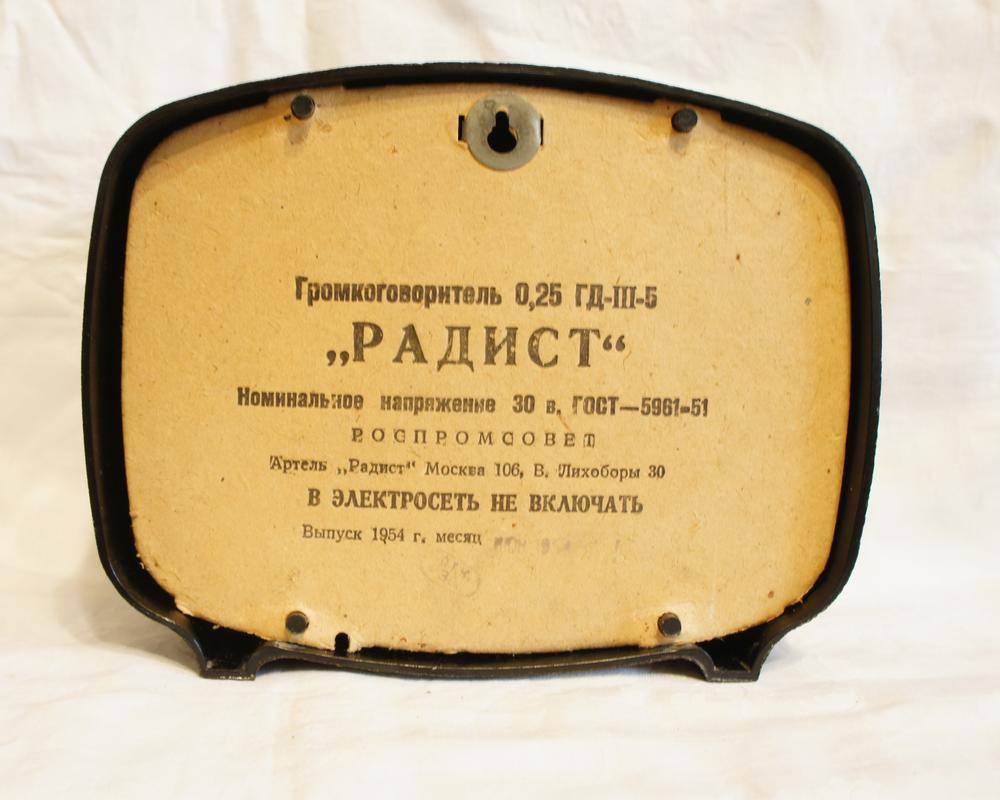 Громкоговоритель 0,25 ГД-III-5
„РАДИСТ“
Номинальное напряжение 30 в. ГОСТ—5961-51
РОСПРОМСОВЕТ
Артель „Радист“ Москва 106, В. Лихоборы 30
В ЭЛЕКТРОСЕТЬ НЕ ВКЛЮЧАТЬ
Выпуск 1954 г. месяц